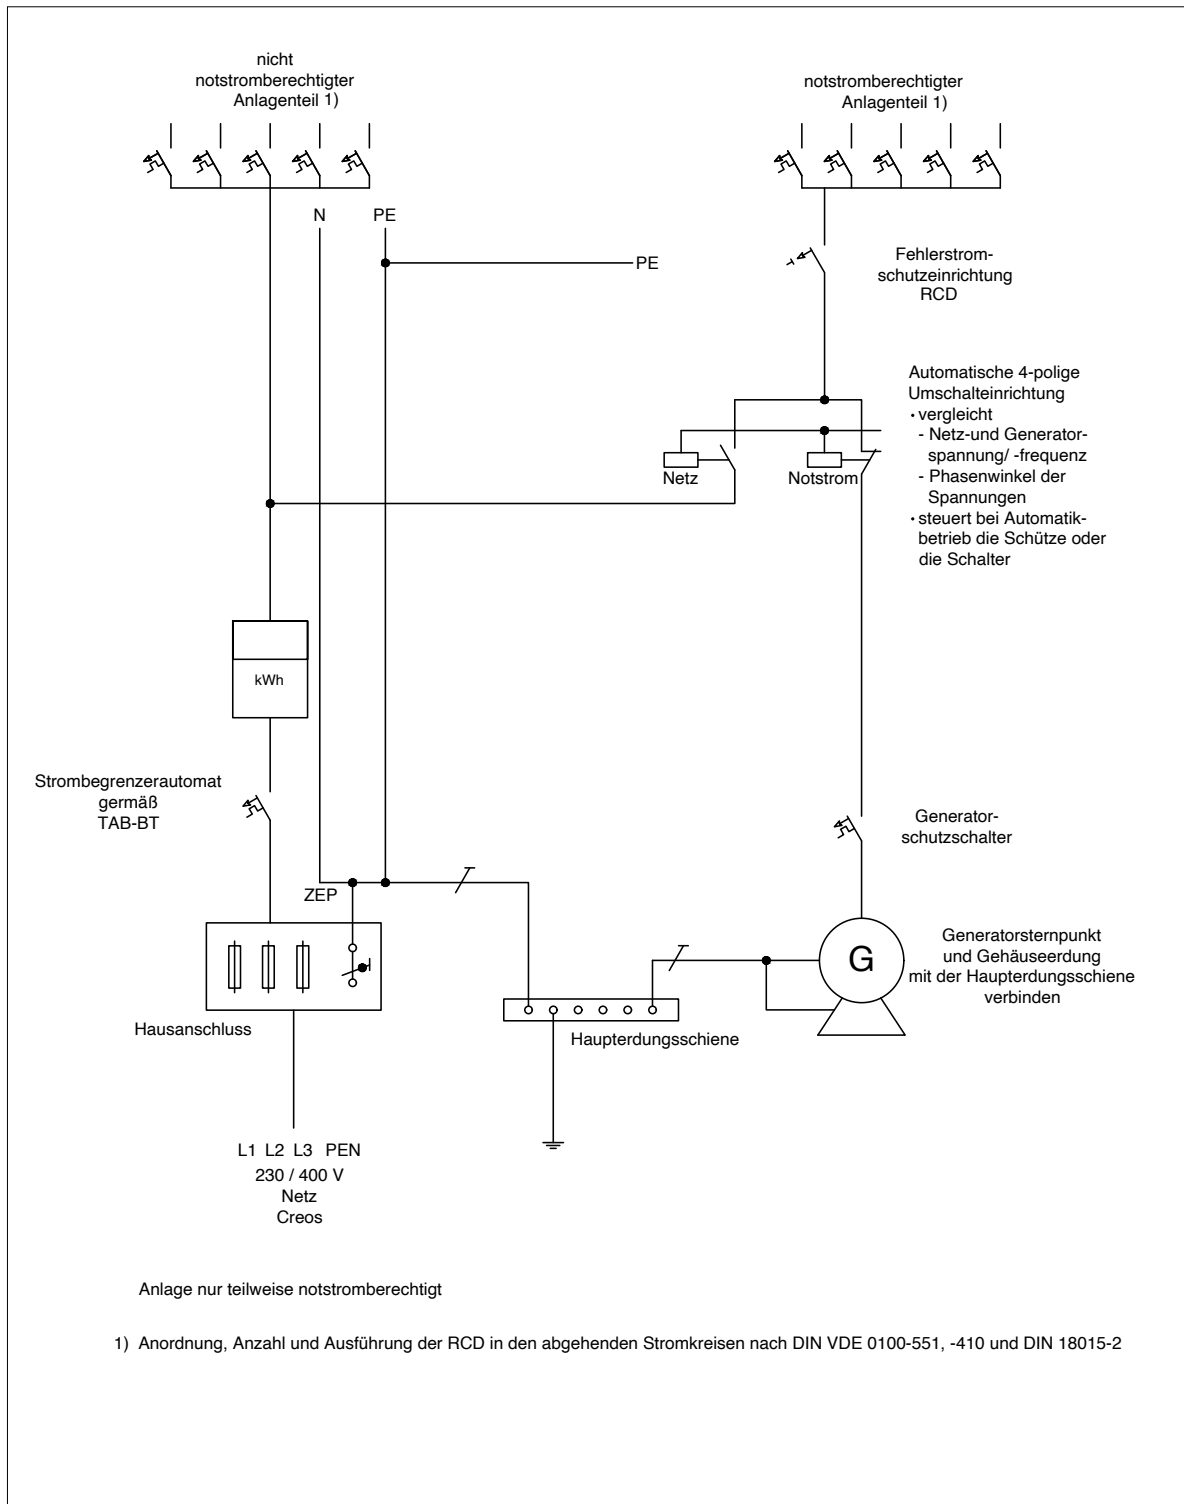 nicht
notstromberechtigter
Anlagenteil 1)
notstromberechtigter
Anlagenteil 1)
N
PE
PE
Fehlerstrom-
schutzeinrichtung
RCD
Automatische 4-polige
Umschalteinrichtung
· vergleicht
- Netz-und Generator-
spannung/ -frequenz
- Phasenwinkel der
Spannungen
· steuert bei Automatik-
betrieb die Schütze oder
die Schalter
Netz
Notstrom
kWh
Strombegrenzerautomat
germäß
TAB-BT
Generator-
schutzschalter
ZEP
G
Generatorsternpunkt
und Gehäuseerdung
mit der Haupterdungsschiene
verbinden
Hausanschluss
Haupterdungsschiene
L1 L2 L3 PEN
230 / 400 V
Netz
Creos
Anlage nur teilweise notstromberechtigt
1) Anordnung, Anzahl und Ausführung der RCD in den abgehenden Stromkreisen nach DIN VDE 0100-551, -410 und DIN 18015-2